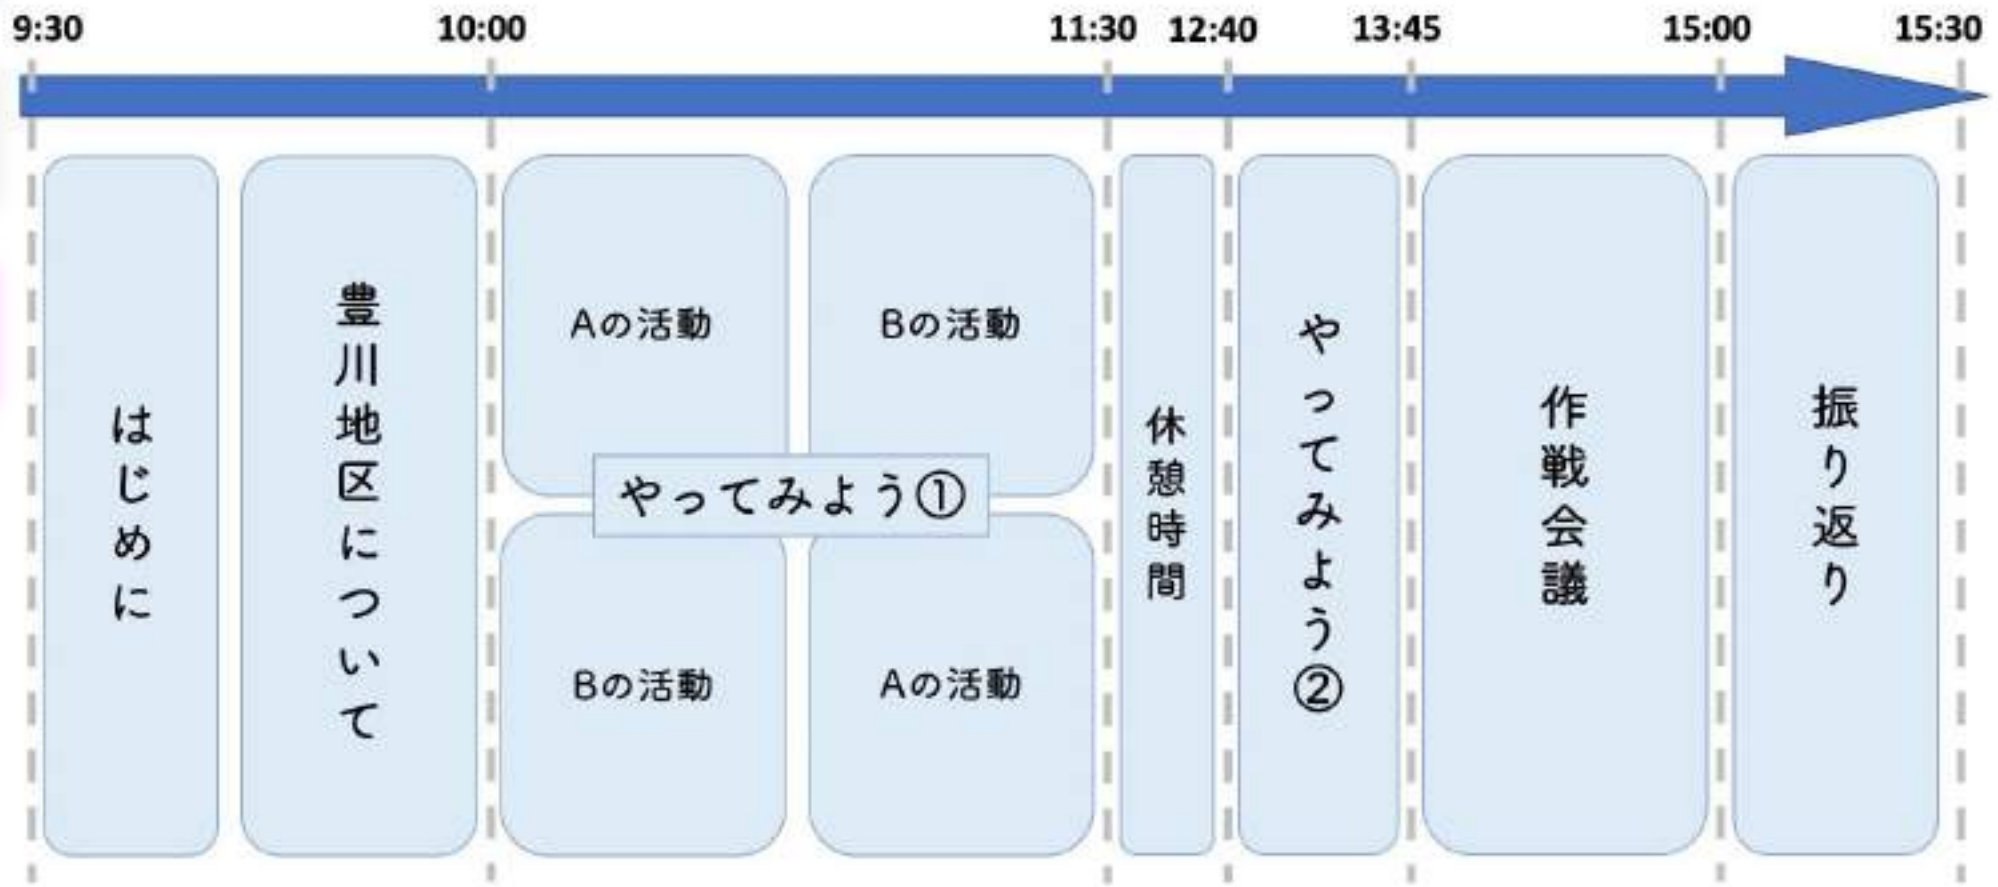 9:30
10:00
11:30
12:40
13:45
15:00
15:30
はじめに
豊川地区について
Aの活動
Bの活動
やってみよう①
Bの活動
Aの活動
休憩時間
やってみよう②
作戦会議
振り返り